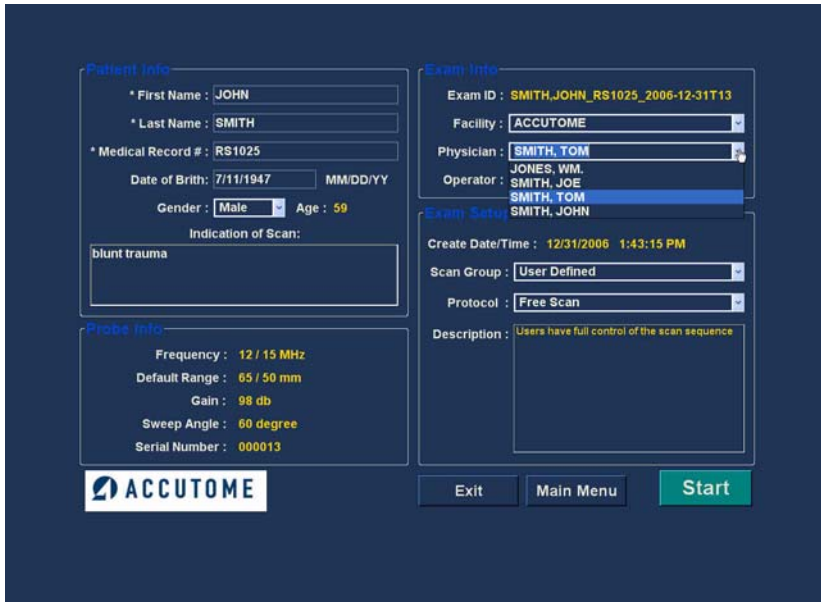 Patient Info
* First Name : JOHN
* Last Name : SMITH
* Medical Record # : RS1025
Date of Brith: 7/11/1947 MM/DD/YY
Gender : Male Age : 59
Indication of Scan:
blunt trauma
Probe Info
Frequency : 12 / 15 MHz
Default Range : 65 / 50 mm
Gain : 98 db
Sweep Angle : 60 degree
Serial Number : 000013
ACCUTOME
Exam Info
Exam ID : SMITH,JOHN_RS1025_2006-12-31T13
Facility : ACCUTOME
Physician : SMITH, TOM
JONES, WM.
Operator : SMITH, JOE
SMITH, TOM
SMITH, JOHN
Exam Setup
Create Date/Time : 12/31/2006 1:43:15 PM
Scan Group : User Defined
Protocol : Free Scan
Description : Users have full control of the scan sequence
Exit Main Menu Start